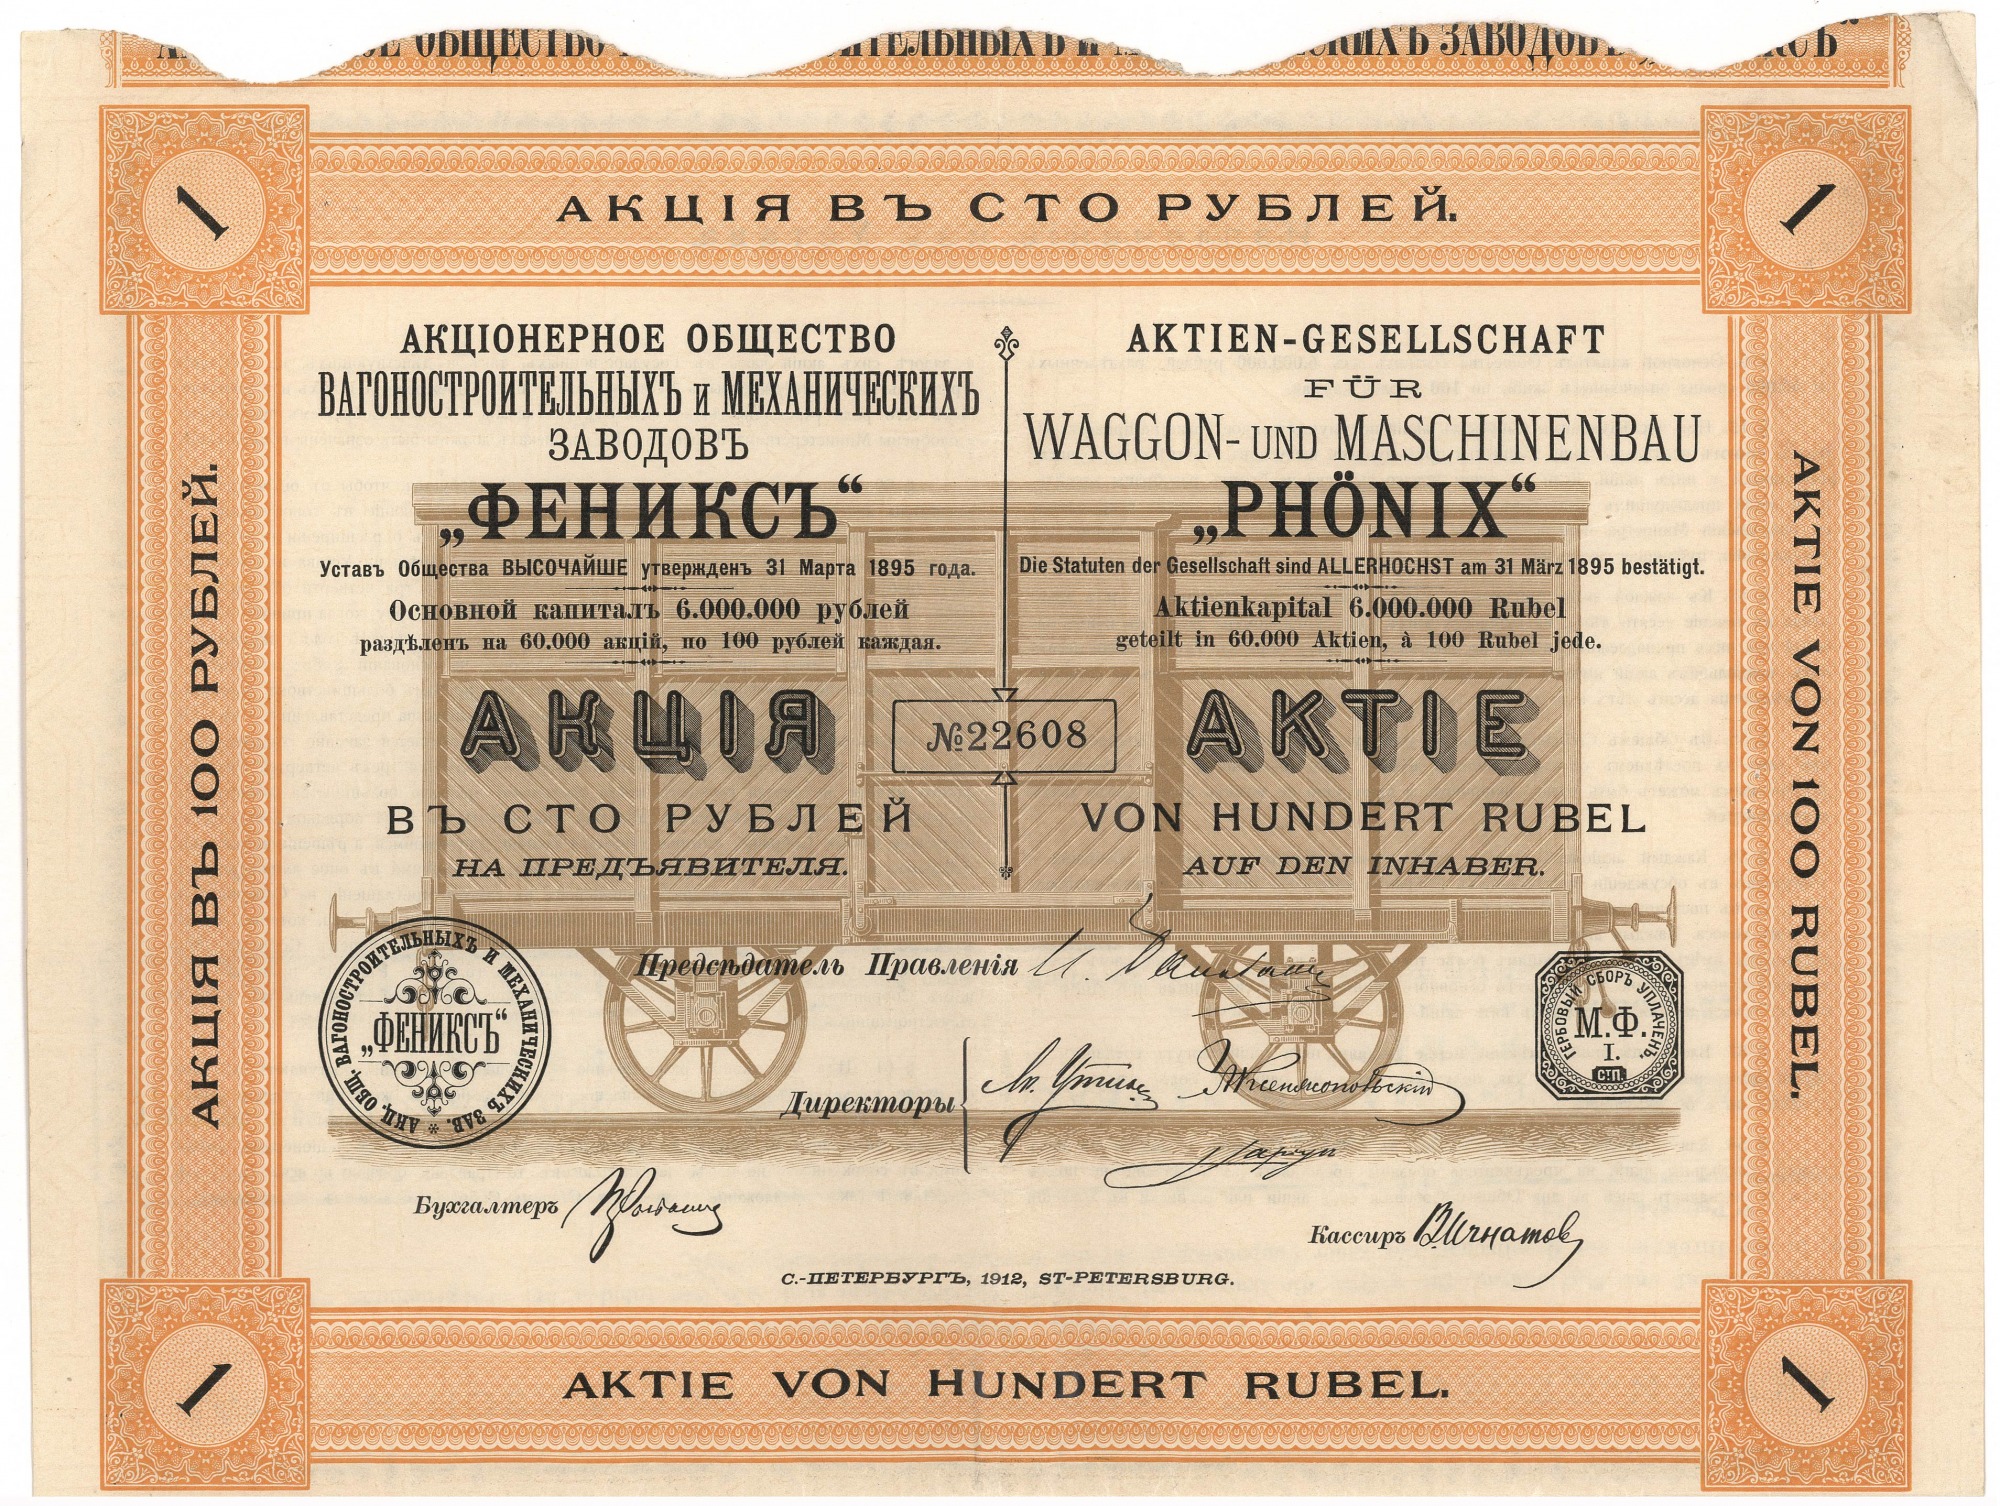 АКЦІЯ ВЪ СТО РУБЛЕЙ.
1
1
АКЦІЯ ВЪ 100 РУБЛЕЙ.
АКЦІОНЕРНОЕ ОБЩЕСТВО
ВАГОНОСТРОИТЕЛЬНЫХЪ и МЕХАНИЧЕСКИХЪ
ЗАВОДОВЪ
„ФЕНИКСЪ“
Уставъ Общества ВЫСОЧАЙШЕ утвержденъ 31 Марта 1895 года.
Основной капиталъ 6.000.000 рублей
раздѣленъ на 60.000 акцій, по 100 рублей каждая.
АКЦІЯ
ВЪ СТО РУБЛЕЙ
НА ПРЕДЪЯВИТЕЛЯ.
AKTIEN-GESELLSCHAFT
FÜR
WAGGON- UND MASCHINENBAU
„PHÖNIX“
Die Statuten der Gesellschaft sind ALLERHÖCHST am 31 März 1895 bestätigt.
Aktienkapital 6.000.000 Rubel
geteilt in 60.000 Aktien, à 100 Rubel jede.
AKTIE
VON HUNDERT RUBEL
AUF DEN INHABER.
№22608
AKTIE VON 100 RUBEL.
Предсѣдатель Правленія
Директоры
АКЦ. ОБЩ. ВАГОНОСТРОИТЕЛЬНЫХЪ И МЕХАНИЧЕСКИХЪ ЗАВ.
„ФЕНИКСЪ“
ГЕРБОВЫЙ СБОРЪ УПЛАЧЕНЪ.
М.Ф.
I.
СПБ.
Бухгалтеръ
Кассиръ В.Игнатов
С.-ПЕТЕРБУРГЪ, 1912, ST-PETERSBURG.
1
1
AKTIE VON HUNDERT RUBEL.